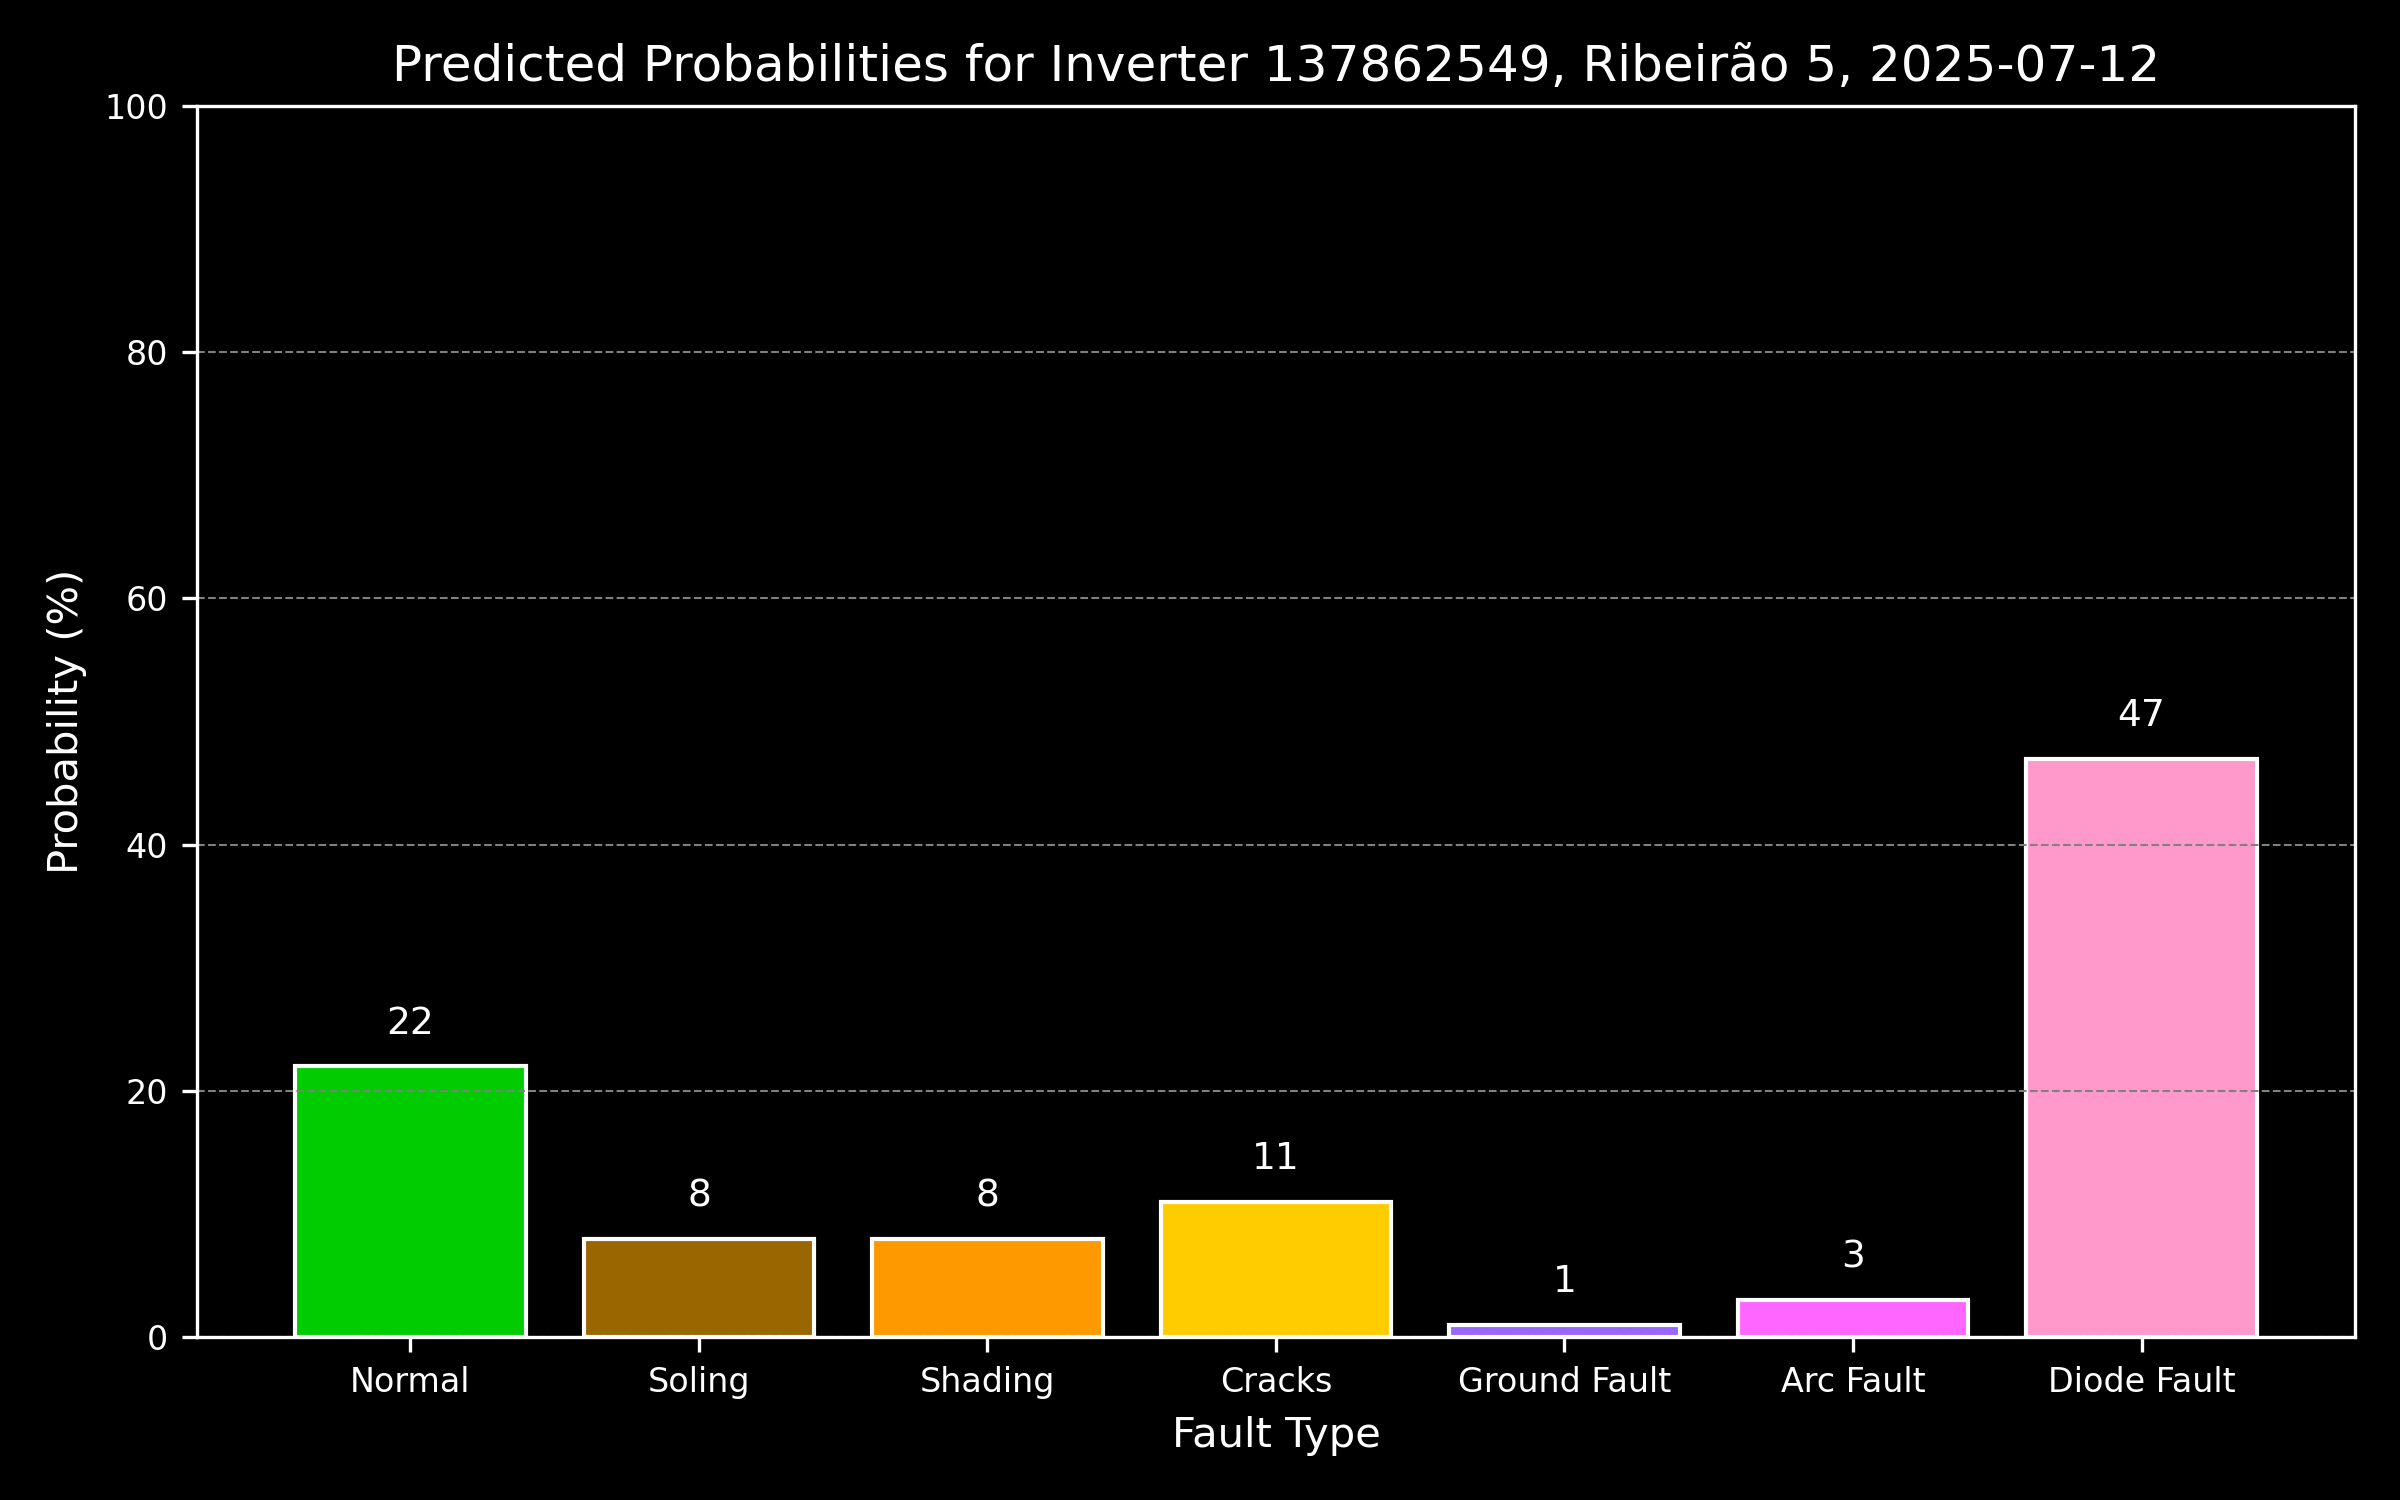 Predicted Probabilities for Inverter 137862549, Ribeirão 5, 2025-07-12
100
80
60
40
20
0
Probability (%)
22
8
8
11
1
3
47
Normal
Soling
Shading
Cracks
Ground Fault
Arc Fault
Diode Fault
Fault Type